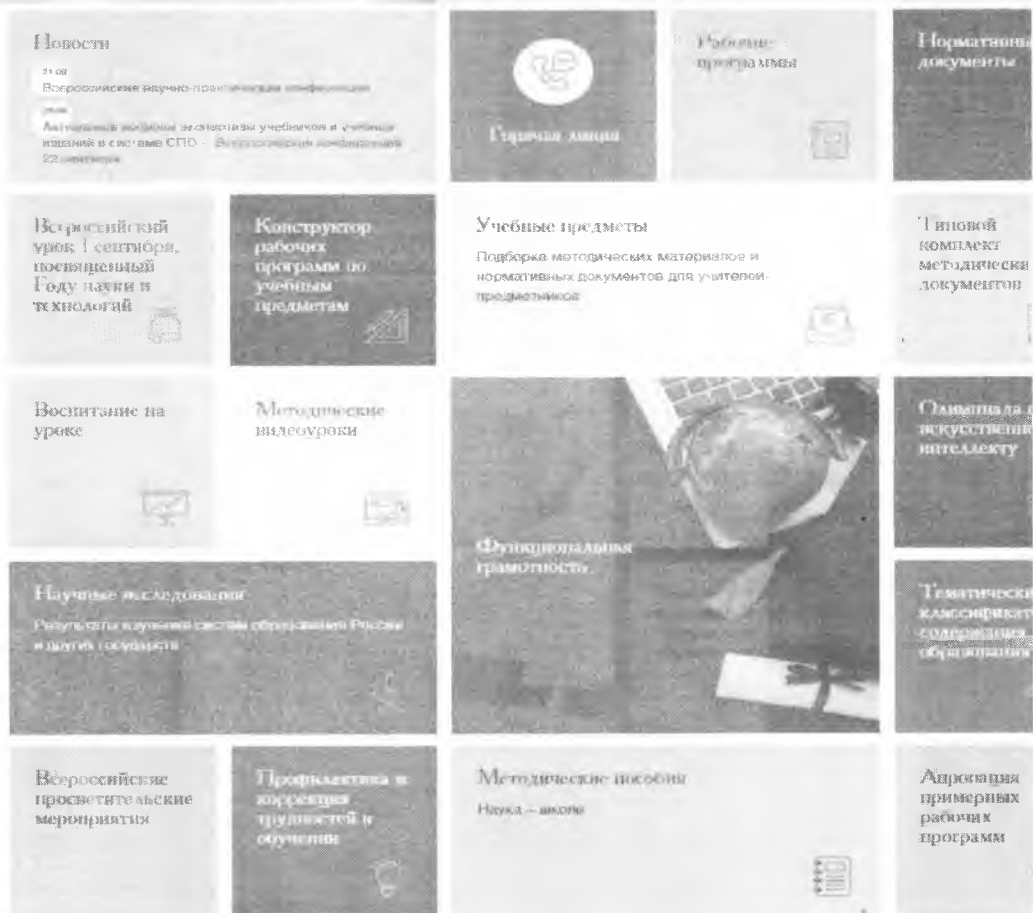 Новости
Всероссийская научно-практическая конференция
Актуальные вопросы экспертизы учебников и учебных
изданий в системе СПО - Всероссийская конференция
22 сентября
Горячая линия
Рабочие
программы
Нормативны
документы
Всероссийский
урок 1 сентября,
посвященный
Году науки и
технологий
Конструктор
рабочих
программ по
учебным
предметам
Учебные предметы
Подборка методических материалов и
нормативных документов для учителей-
предметников
Типовой
комплект
методически
документов
Воспитание на
уроке
Методические
видеоуроки
Функциональная
грамотность
Олимпиада
искусственн
интеллекту
Научные исследования
Результаты изучения систем образования России
и других государств
Тематически
классификат
содержания
образования
Всероссийские
просветительские
мероприятия
Профилактика и
коррекция
трудностей в
обучении
Методические пособия
Наука – школе
Апробация
примерных
рабочих
программ